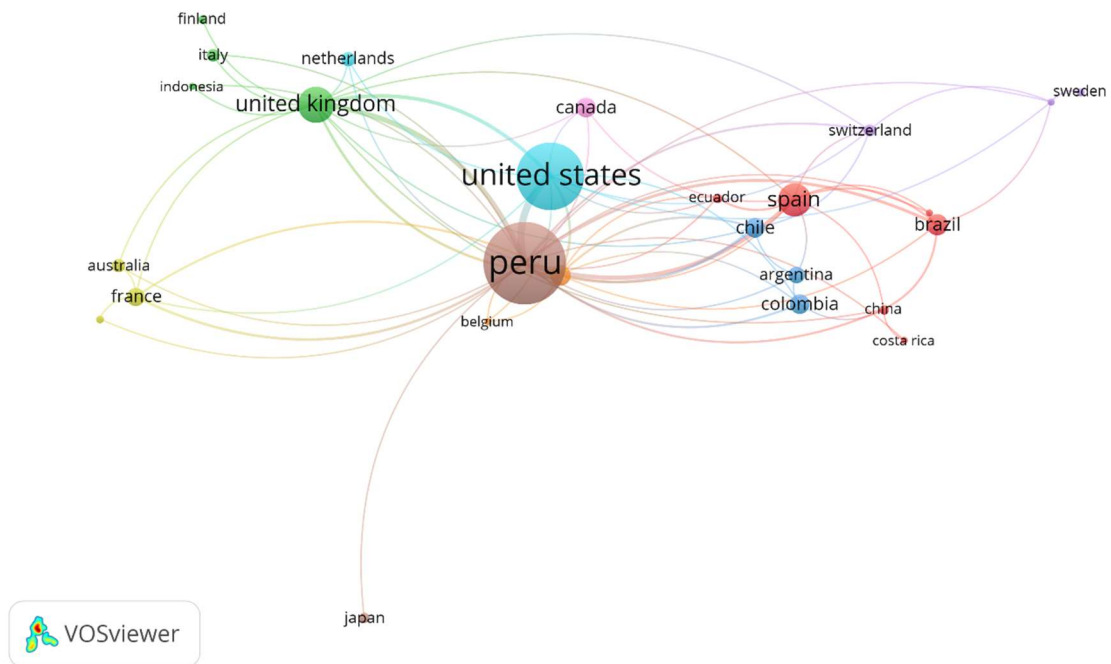 finland
italy
netherlands
indonesia
united kingdom
canada
sweden
switzerland
united states
ecuador
spain
chile
brazil
peru
australia
argentina
france
colombia
china
belgium
costa rica
japan
VOSviewer